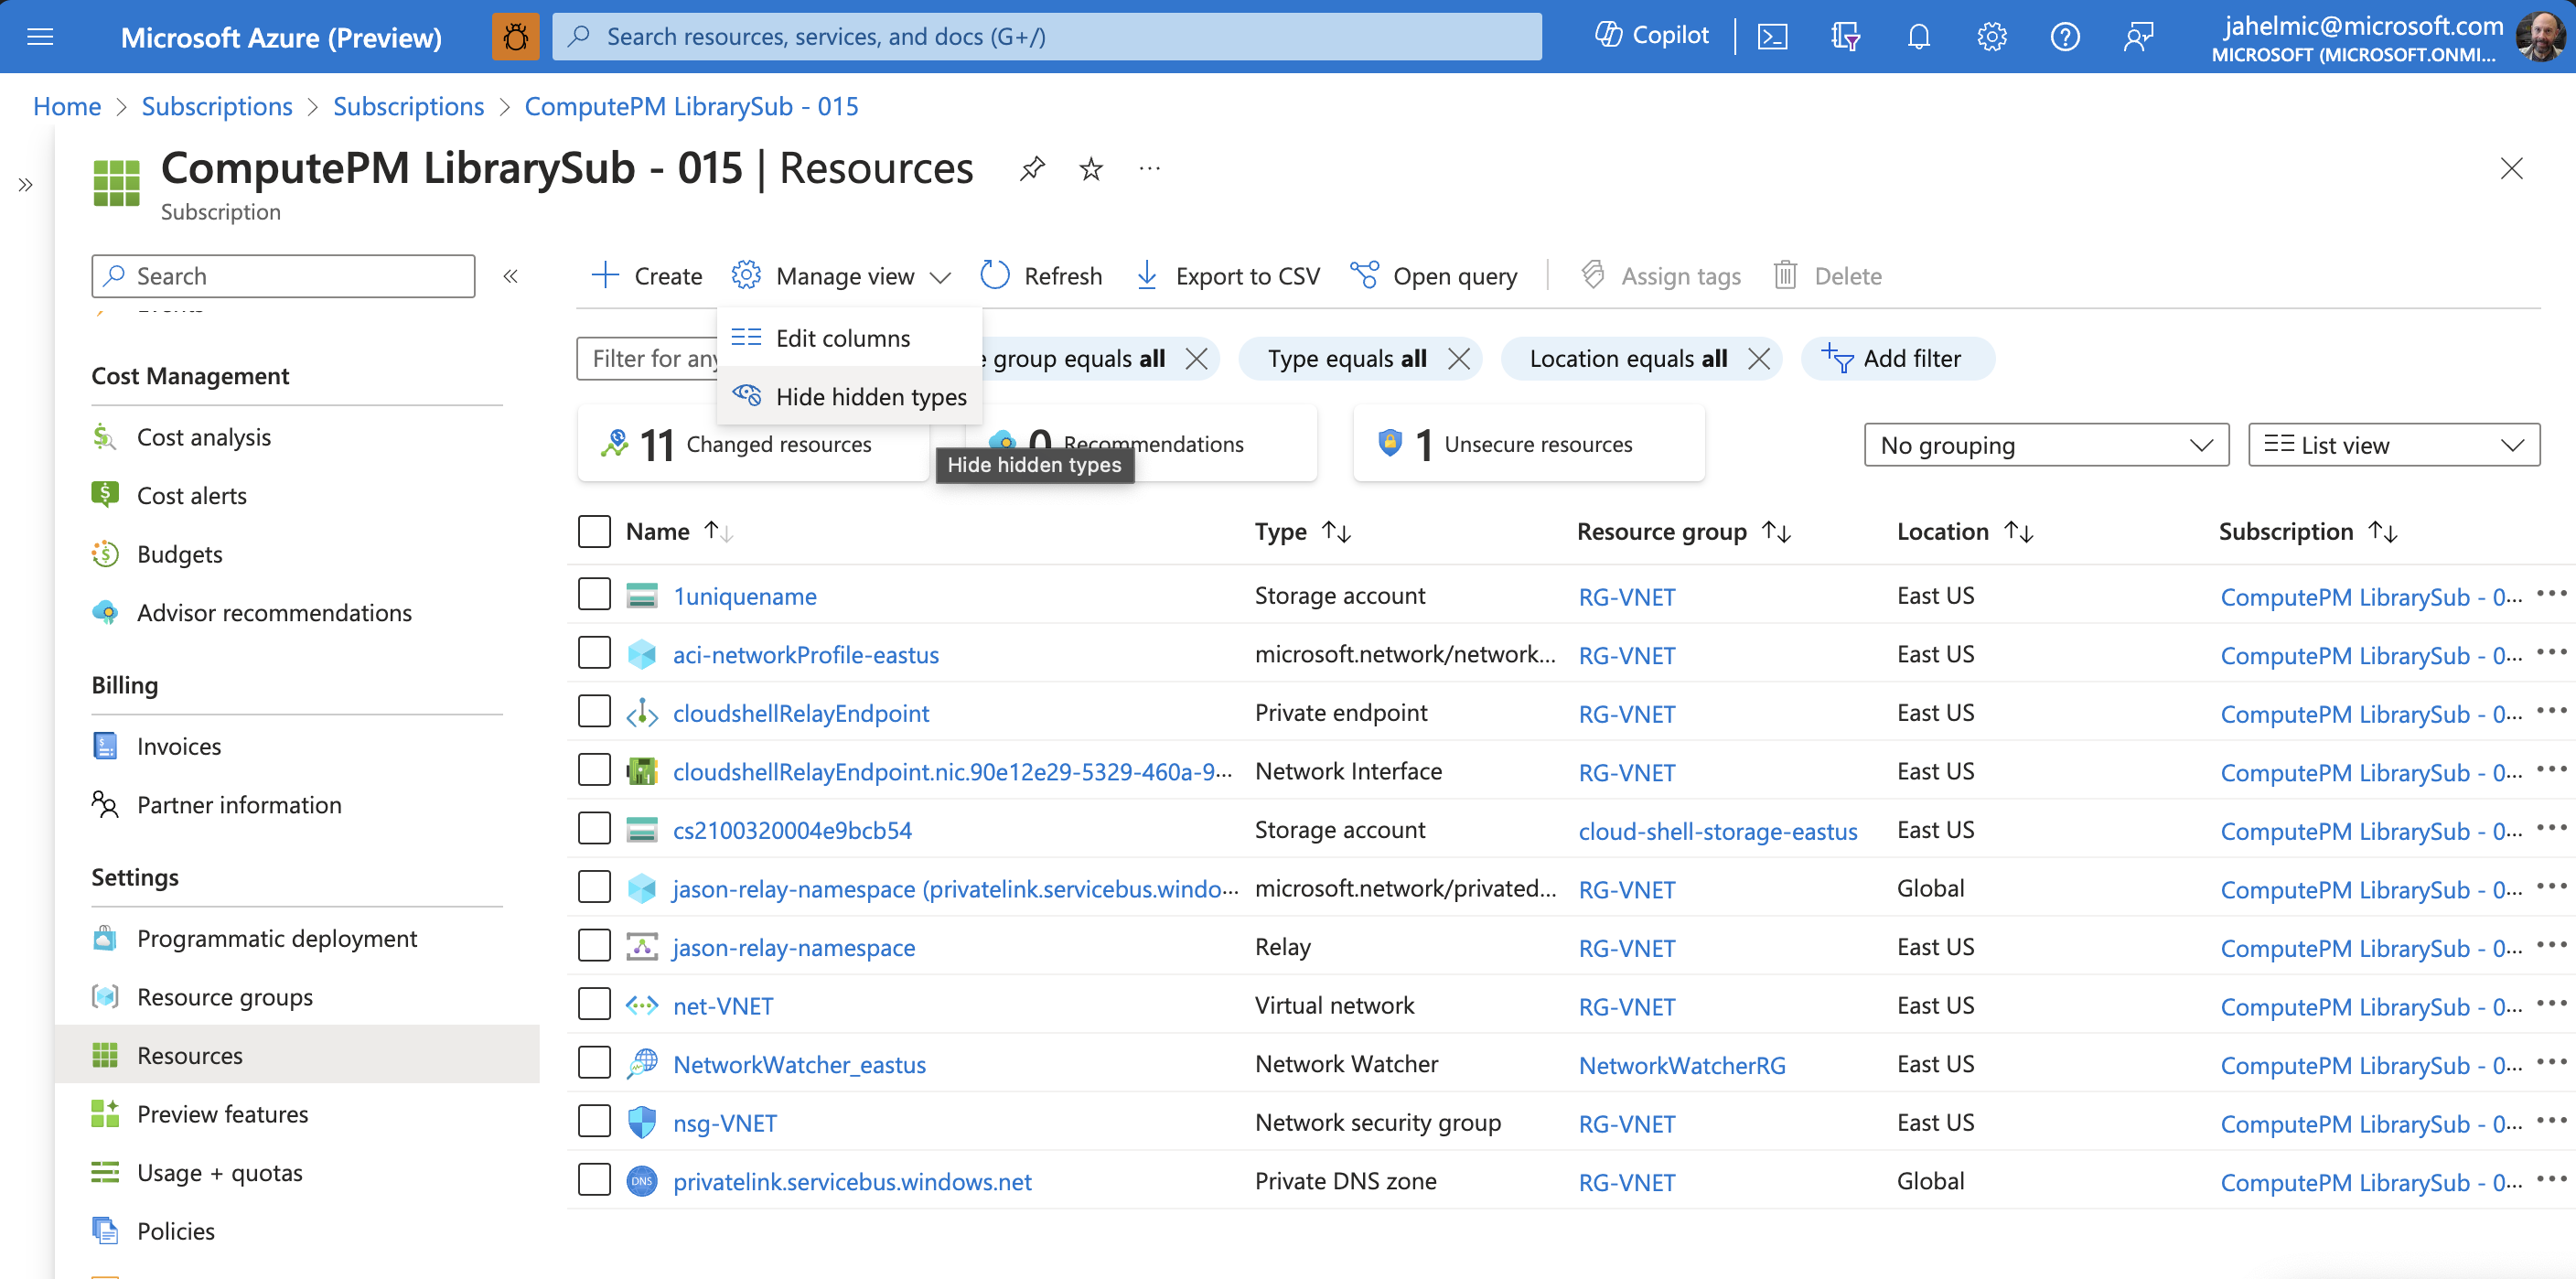 Microsoft Azure (Preview)
Search resources, services, and docs (G+/)
Copilot
jahelmic@microsoft.com
MICROSOFT (MICROSOFT.ONMI...
Home > Subscriptions > Subscriptions > ComputePM LibrarySub - 015
ComputePM LibrarySub - 015 | Resources
Subscription
Search
Cost Management
Cost analysis
Cost alerts
Budgets
Advisor recommendations
Billing
Invoices
Partner information
Settings
Programmatic deployment
Resource groups
Resources
Preview features
Usage + quotas
Policies
Create
Manage view
Refresh
Export to CSV
Open query
Assign tags
Delete
Edit columns
Hide hidden types
Filter for any
group equals all
Type equals all
Location equals all
Add filter
11 Changed resources
0 Recommendations
Hide hidden types
1 Unsecure resources
No grouping
List view
Name Type Resource group Location Subscription
1uniquename Storage account RG-VNET East US ComputePM LibrarySub - 0...
aci-networkProfile-eastus microsoft.network/network... RG-VNET East US ComputePM LibrarySub - 0...
cloudshellRelayEndpoint Private endpoint RG-VNET East US ComputePM LibrarySub - 0...
cloudshellRelayEndpoint.nic.90e12e29-5329-460a-9... Network Interface RG-VNET East US ComputePM LibrarySub - 0...
cs2100320004e9bcb54 Storage account cloud-shell-storage-eastus East US ComputePM LibrarySub - 0...
jason-relay-namespace (privatelink.servicebus.windo... microsoft.network/privated... RG-VNET Global ComputePM LibrarySub - 0...
jason-relay-namespace Relay RG-VNET East US ComputePM LibrarySub - 0...
net-VNET Virtual network RG-VNET East US ComputePM LibrarySub - 0...
NetworkWatcher_eastus Network Watcher NetworkWatcherRG East US ComputePM LibrarySub - 0...
nsg-VNET Network security group RG-VNET East US ComputePM LibrarySub - 0...
DNS privatelink.servicebus.windows.net Private DNS zone RG-VNET Global ComputePM LibrarySub - 0...